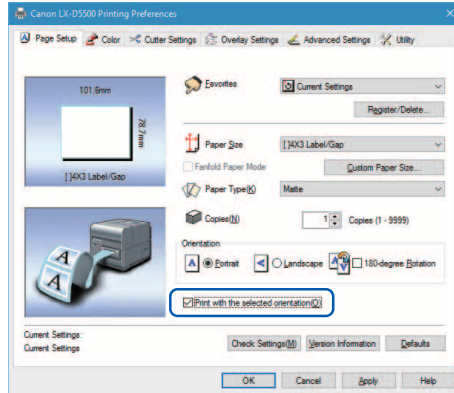 Canon LX-D5500 Printing Preferences
Page Setup Color Cutter Settings Overlay Settings Advanced Settings Utility
101.6mm
78.7mm
[ ]4X3 Label/Gap
Favorites Current Settings
Register/Delete...
Paper Size [ ]4X3 Label/Gap
Fanfold Paper Mode Custom Paper Size...
Paper Type(K) Matte
Copies(N) 1 Copies (1 - 9999)
Orientation
A Portrait A Landscape A 180-degree Rotation
A
A
Print with the selected orientation(O)
Current Settings:
Current Settings
Check Settings(M) Version Information Defaults
OK Cancel Apply Help